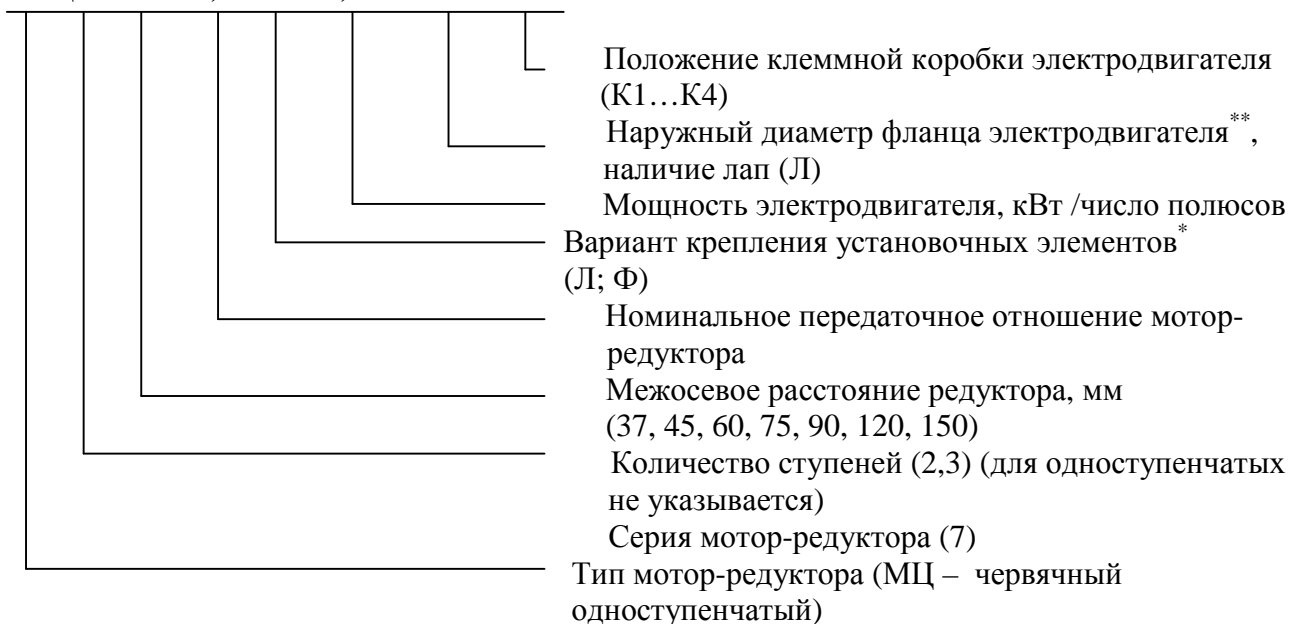 Положение клеммной коробки электродвигателя
(К1…К4)
Наружный диаметр фланца электродвигателя**,
наличие лап (Л)
Мощность электродвигателя, кВт /число полюсов
Вариант крепления установочных элементов*
(Л; Ф)
Номинальное передаточное отношение мотор-
редуктора
Межосевое расстояние редуктора, мм
(37, 45, 60, 75, 90, 120, 150)
Количество ступеней (2,3) (для одноступенчатых
не указывается)
Серия мотор-редуктора (7)
Тип мотор-редуктора (МЦ – червячный
одноступенчатый)